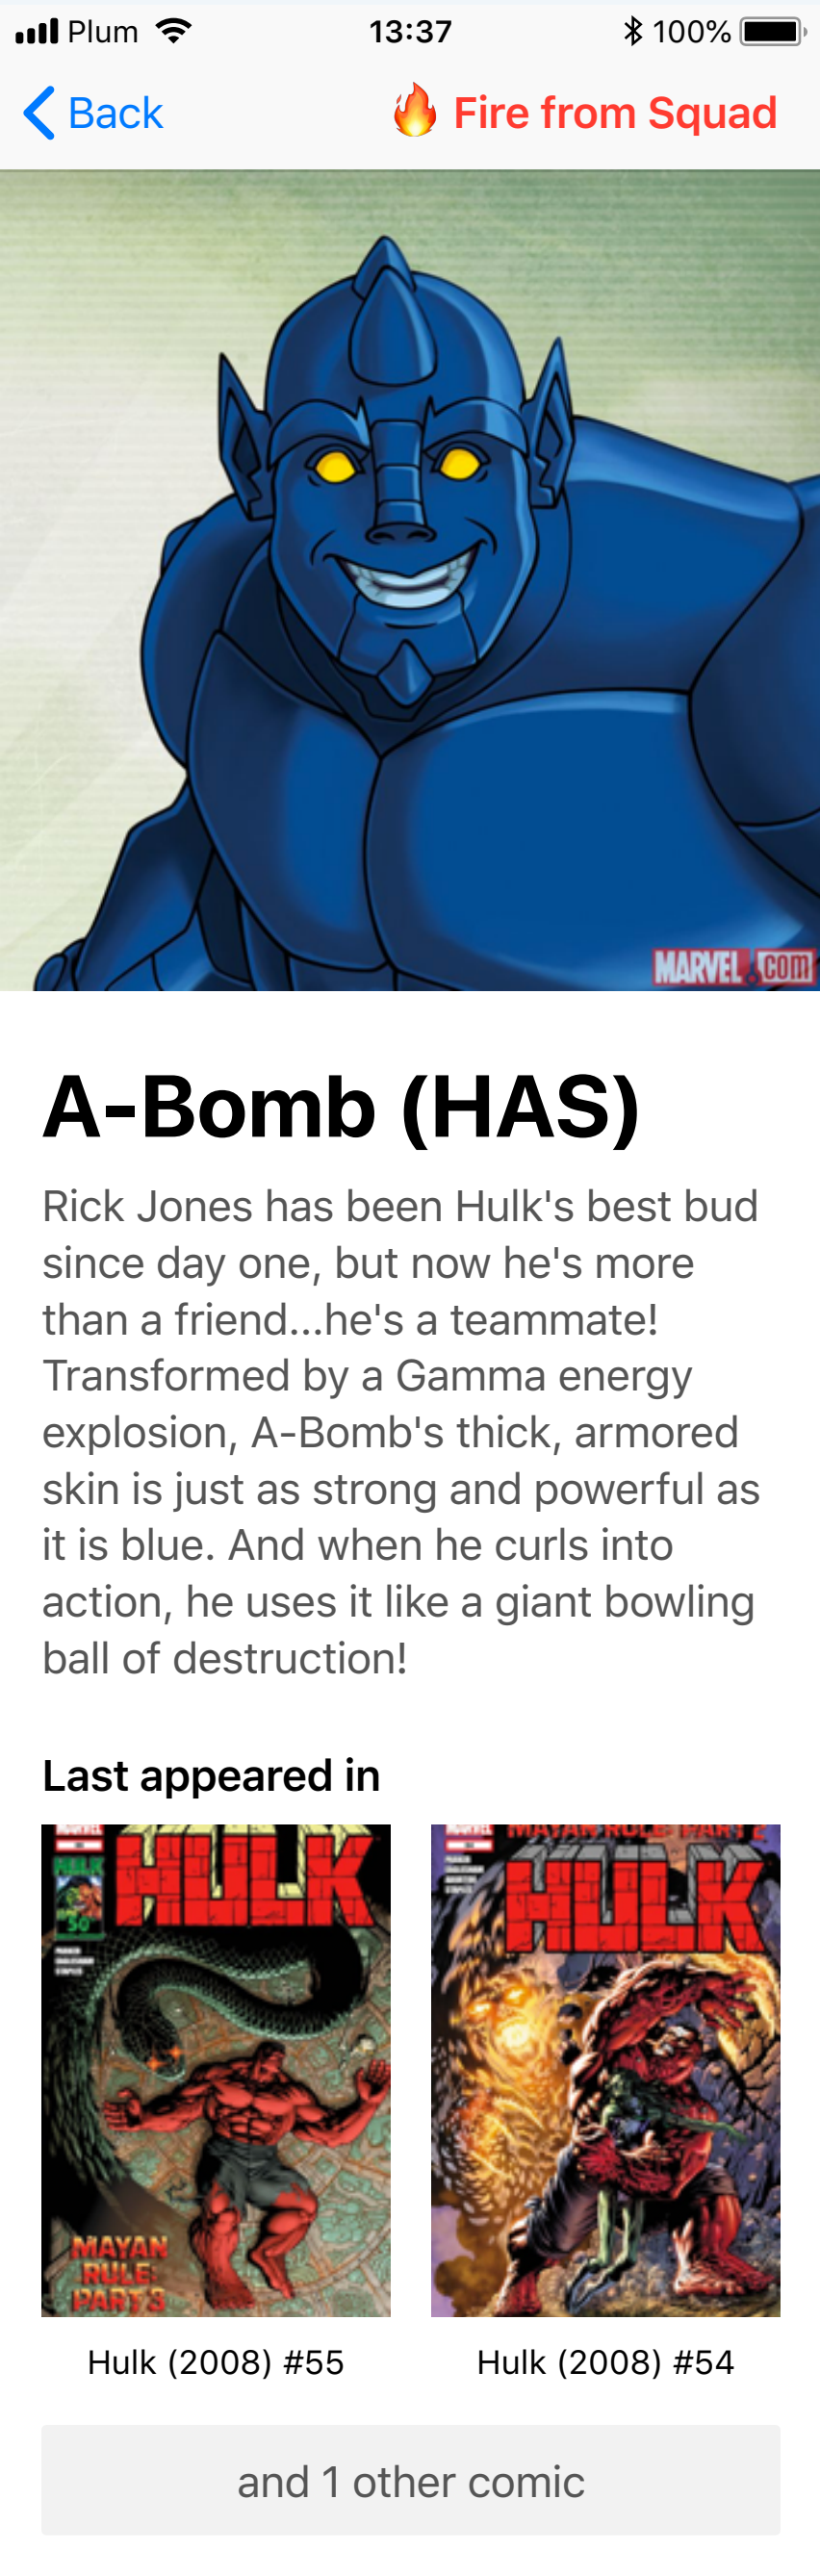 Plum 13:37 100%
Back 🔥 Fire from Squad
MARVEL.com
A-Bomb (HAS)
Rick Jones has been Hulk's best bud
since day one, but now he's more
than a friend...he's a teammate!
Transformed by a Gamma energy
explosion, A-Bomb's thick, armored
skin is just as strong and powerful as
it is blue. And when he curls into
action, he uses it like a giant bowling
ball of destruction!
Last appeared in
MARVEL
HULK
HULK
50
MAYAN
RULE:
PART 3
MARVEL
MAYAN RULE: PART 2
HULK
Hulk (2008) #55
Hulk (2008) #54
and 1 other comic